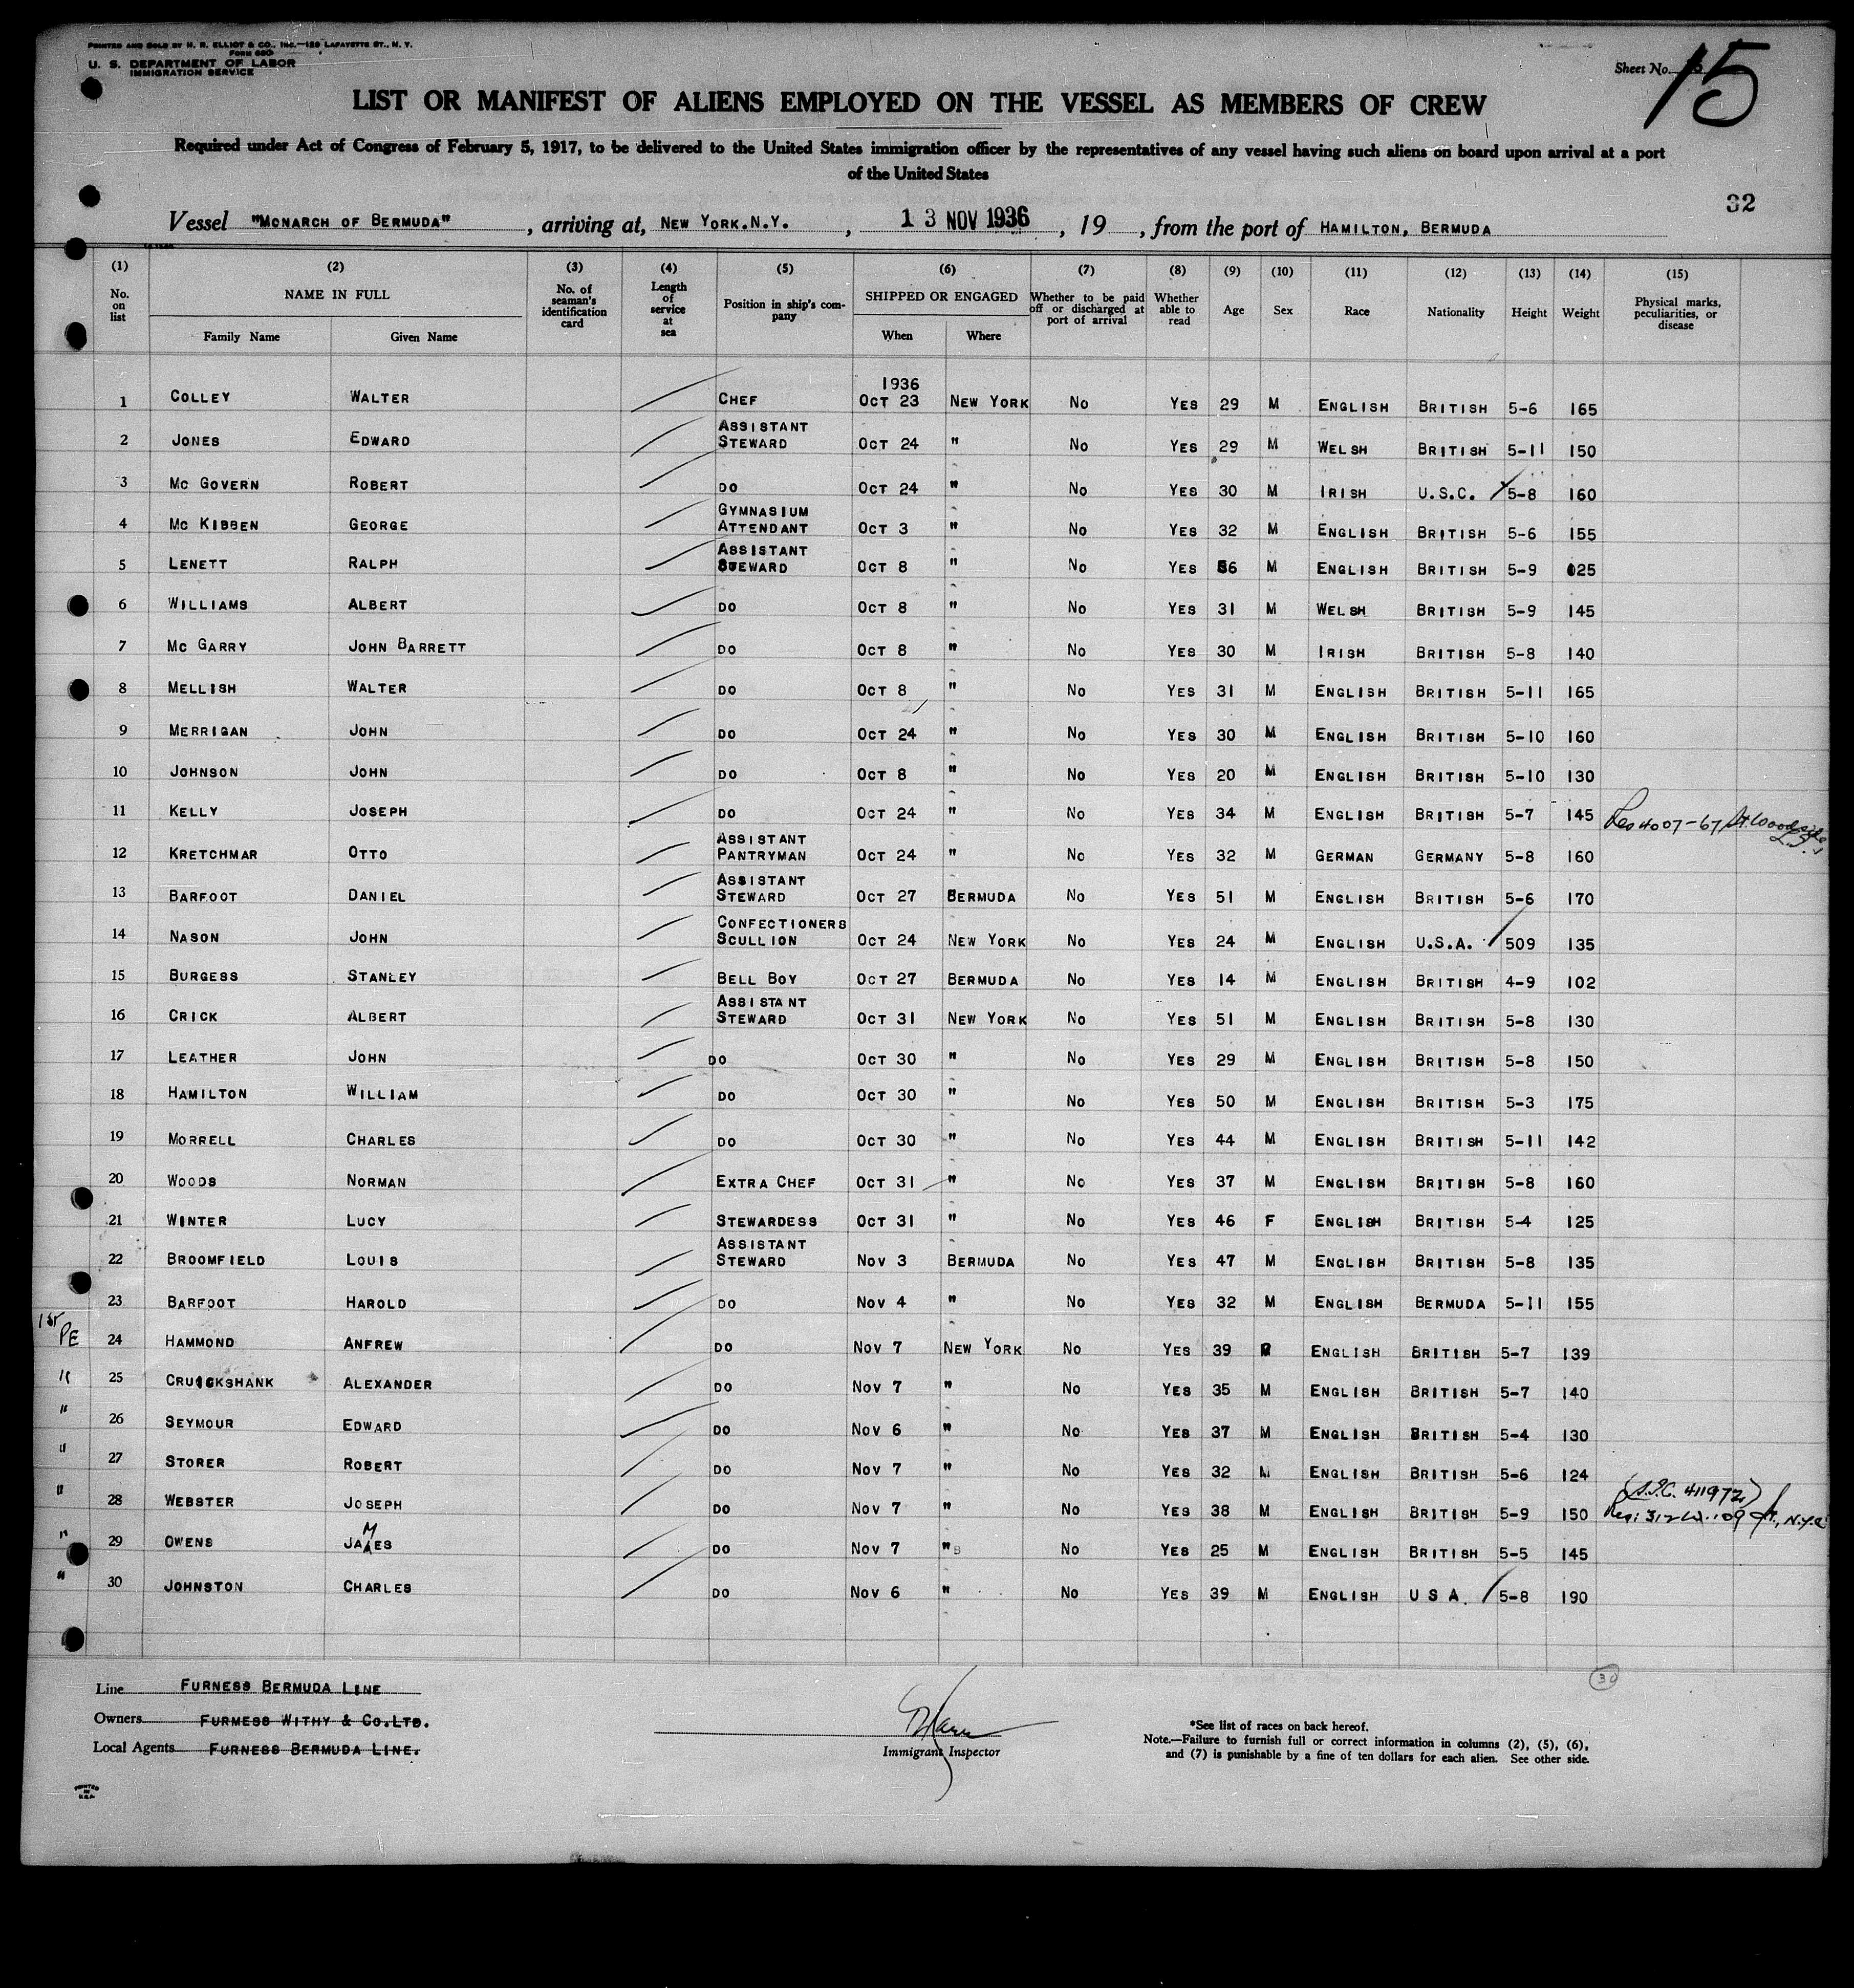 PRINTED AND SOLD BY H. R. ELLIOT & CO., INC.—129 LAFAYETTE ST., N. Y.
FORM 680
U. S. DEPARTMENT OF LABOR
IMMIGRATION SERVICE
Sheet No. 15
LIST OR MANIFEST OF ALIENS EMPLOYED ON THE VESSEL AS MEMBERS OF CREW
Required under Act of Congress of February 5, 1917, to be delivered to the United States immigration officer by the representatives of any vessel having such aliens on board upon arrival at a port
of the United States
32
Vessel "MONARCH OF BERMUDA", arriving at, NEW YORK.N.Y., 13 NOV 1936, 19, from the port of HAMILTON, BERMUDA
(1) No. on list (2) NAME IN FULL Family Name Given Name (3) No. of seaman's identification card (4) Length of service at sea (5) Position in ship's company (6) SHIPPED OR ENGAGED When Where (7) Whether to be paid off or discharged at port of arrival (8) Whether able to read (9) Age (10) Sex (11) Race (12) Nationality (13) Height (14) Weight (15) Physical marks, peculiarities, or disease
1 COLLEY WALTER CHEF 1936 OCT 23 NEW YORK NO YES 29 M ENGLISH BRITISH 5-6 165
2 JONES EDWARD ASSISTANT STEWARD OCT 24 " NO YES 29 M WELSH BRITISH 5-11 150
3 MC GOVERN ROBERT DO OCT 24 " NO YES 30 M IRISH U.S.C. 5-8 160
4 MC KIBBEN GEORGE GYMNASIUM ATTENDANT OCT 3 " NO YES 32 M ENGLISH BRITISH 5-6 155
5 LENETT RALPH ASSISTANT STEWARD OCT 8 " NO YES M ENGLISH BRITISH 5-9
6 WILLIAMS ALBERT DO OCT 8 " NO YES 31 M WELSH BRITISH 5-9 145
7 MC GARRY JOHN BARRETT DO OCT 8 " NO YES 30 M IRISH BRITISH 5-8 140
8 MELLISH WALTER DO OCT 8 " NO YES 31 M ENGLISH BRITISH 5-11 165
9 MERRIGAN JOHN DO OCT 24 " NO YES 30 M ENGLISH BRITISH 5-10 160
10 JOHNSON JOHN DO OCT 8 " NO YES 20 M ENGLISH BRITISH 5-10 130
11 KELLY JOSEPH DO OCT 24 " NO YES 34 M ENGLISH BRITISH 5-7 145 Res 4007-67 St. Woodside L.I.
12 KRETCHMAR OTTO ASSISTANT PANTRYMAN OCT 24 " NO YES 32 M GERMAN GERMANY 5-8 160
13 BARFOOT DANIEL ASSISTANT STEWARD OCT 27 BERMUDA NO YES 51 M ENGLISH BRITISH 5-6 170
14 NASON JOHN CONFECTIONERS SCULLION OCT 24 NEW YORK NO YES 24 M ENGLISH U.S.A. 509 135
15 BURGESS STANLEY BELL BOY OCT 27 BERMUDA NO YES 14 M ENGLISH BRITISH 4-9 102
16 CRICK ALBERT ASSISTANT STEWARD OCT 31 NEW YORK NO YES 51 M ENGLISH BRITISH 5-8 130
17 LEATHER JOHN DO OCT 30 " NO YES 29 M ENGLISH BRITISH 5-8 150
18 HAMILTON WILLIAM DO OCT 30 " NO YES 50 M ENGLISH BRITISH 5-3 175
19 MORRELL CHARLES DO OCT 30 " NO YES 44 M ENGLISH BRITISH 5-11 142
20 WOODS NORMAN EXTRA CHEF OCT 31 " NO YES 37 M ENGLISH BRITISH 5-8 160
21 WINTER LUCY STEWARDESS OCT 31 " NO YES 46 F ENGLISH BRITISH 5-4 125
22 BROOMFIELD LOUIS ASSISTANT STEWARD NOV 3 BERMUDA NO YES 47 M ENGLISH BRITISH 5-8 135
23 BARFOOT HAROLD DO NOV 4 " NO YES 32 M ENGLISH BERMUDA 5-11 155
1st PE 24 HAMMOND ANFREW DO NOV 7 NEW YORK NO YES 39 ENGLISH BRITISH 5-7 139
" 25 CRUICKSHANK ALEXANDER DO NOV 7 " NO YES 35 M ENGLISH BRITISH 5-7 140
" 26 SEYMOUR EDWARD DO NOV 6 " NO YES 37 M ENGLISH BRITISH 5-4 130
" 27 STORER ROBERT DO NOV 7 " NO YES 32 M ENGLISH BRITISH 5-6 124
" 28 WEBSTER JOSEPH DO NOV 7 " NO YES 38 M ENGLISH BRITISH 5-9 150 Res: 312 W. 109 St., N.Y.C.
" 29 OWENS JAMES DO NOV 7 " NO YES 25 M ENGLISH BRITISH 5-5 145
" 30 JOHNSTON CHARLES DO NOV 6 " NO YES 39 M ENGLISH U S A. 5-8 190
30
Line FURNESS BERMUDA LINE
Owners FURNESS WITHY & CO.LTD.
Local Agents FURNESS BERMUDA LINE.
Immigrant Inspector
*See list of races on back hereof.
Note.—Failure to furnish full or correct information in columns (2), (5), (6),
and (7) is punishable by a fine of ten dollars for each alien. See other side.
PRINTED
IN
U.S.A.